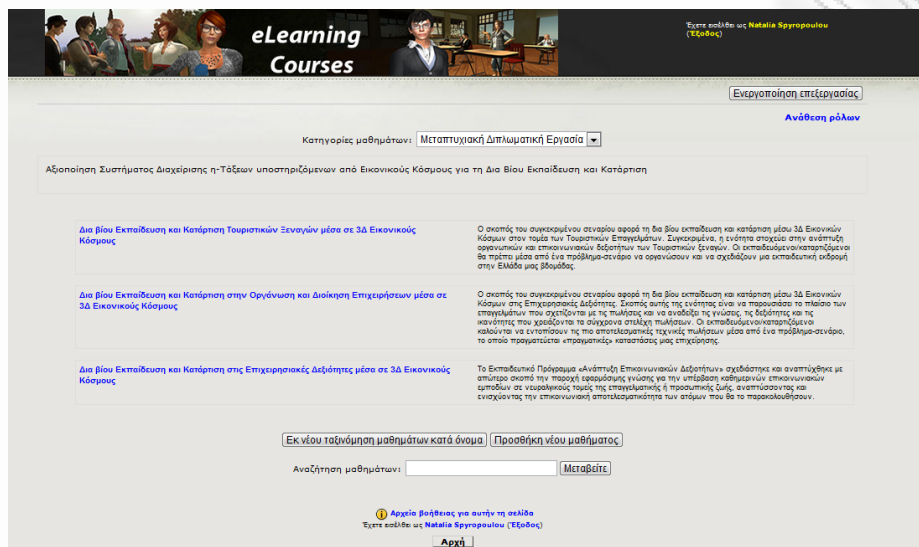 eLearning
Courses
Έχετε εισέλθει ως Natalia Spyropoulou
(Έξοδος)
Ενεργοποίηση επεξεργασίας
Ανάθεση ρόλων
Κατηγορίες μαθημάτων: Μεταπτυχιακή Διπλωματική Εργασία
Αξιοποίηση Συστήματος Διαχείρισης η-Τάξεων υποστηριζόμενων από Εικονικούς Κόσμους για τη Δια Βίου Εκπαίδευση και Κατάρτιση
Δια βίου Εκπαίδευση και Κατάρτιση Τουριστικών Ξεναγών μέσα σε 3Δ Εικονικούς
Κόσμους
Ο σκοπός του συγκεκριμένου σεναρίου αφορά τη δια βίου εκπαίδευση και κατάρτιση μέσω 3Δ Εικονικών
Κόσμων στον τομέα των Τουριστικών Επαγγελμάτων. Συγκεκριμένα, η ενότητα στοχεύει στην ανάπτυξη
οργανωτικών και επικοινωνιακών δεξιοτήτων των Τουριστικών ξεναγών. Οι εκπαιδευόμενοι/καταρτιζόμενοι
θα πρέπει μέσα από ένα πρόβλημα-σενάριο να οργανώσουν και να σχεδιάζουν μια εκπαιδευτική εκδρομή
στην Ελλάδα μιας βδομάδας.
Δια βίου Εκπαίδευση και Κατάρτιση στην Οργάνωση και Διοίκηση Επιχειρήσεων μέσα σε
3Δ Εικονικούς Κόσμους
Ο σκοπός του συγκεκριμένου σεναρίου αφορά τη δια βίου εκπαίδευση και κατάρτιση μέσω 3Δ Εικονικών
Κόσμων στις Επιχειρησιακές Δεξιότητες. Σκοπός αυτής της ενότητας είναι να παρουσιάσει το πλαίσιο των
επαγγελμάτων που σχετίζονται με τις πωλήσεις και να αναδείξει τις γνώσεις, τις δεξιότητες και τις
ικανότητες που χρειάζονται τα σύγχρονα στελέχη πωλήσεων. Οι εκπαιδευόμενοι/καταρτιζόμενοι
καλούνται να εντοπίσουν τις πιο αποτελεσματικές τεχνικές πωλήσεων μέσα από ένα πρόβλημα-σενάριο,
το οποίο πραγματεύεται «πραγματικές» καταστάσεις μιας επιχείρησης.
Δια βίου Εκπαίδευση και Κατάρτιση στις Επιχειρησιακές Δεξιότητες μέσα σε 3Δ Εικονικούς
Κόσμους
Το Εκπαιδευτικό Πρόγραμμα «Ανάπτυξη Επικοινωνιακών Δεξιοτήτων» σχεδιάστηκε και αναπτύχθηκε με
απώτερο σκοπό την παροχή εφαρμόσιμης γνώσης για την υπέρβαση καθημερινών επικοινωνιακών
εμποδίων σε νευραλγικούς τομείς της επαγγελματικής ή προσωπικής ζωής, αναπτύσσοντας και
ενισχύοντας την επικοινωνιακή αποτελεσματικότητα των ατόμων που θα το παρακολουθήσουν.
Εκ νέου ταξινόμηση μαθημάτων κατά όνομα Προσθήκη νέου μαθήματος
Αναζήτηση μαθημάτων: Μεταβείτε
Αρχεία βοήθειας για αυτήν τη σελίδα
Έχετε εισέλθει ως Natalia Spyropoulou (Έξοδος)
Αρχή